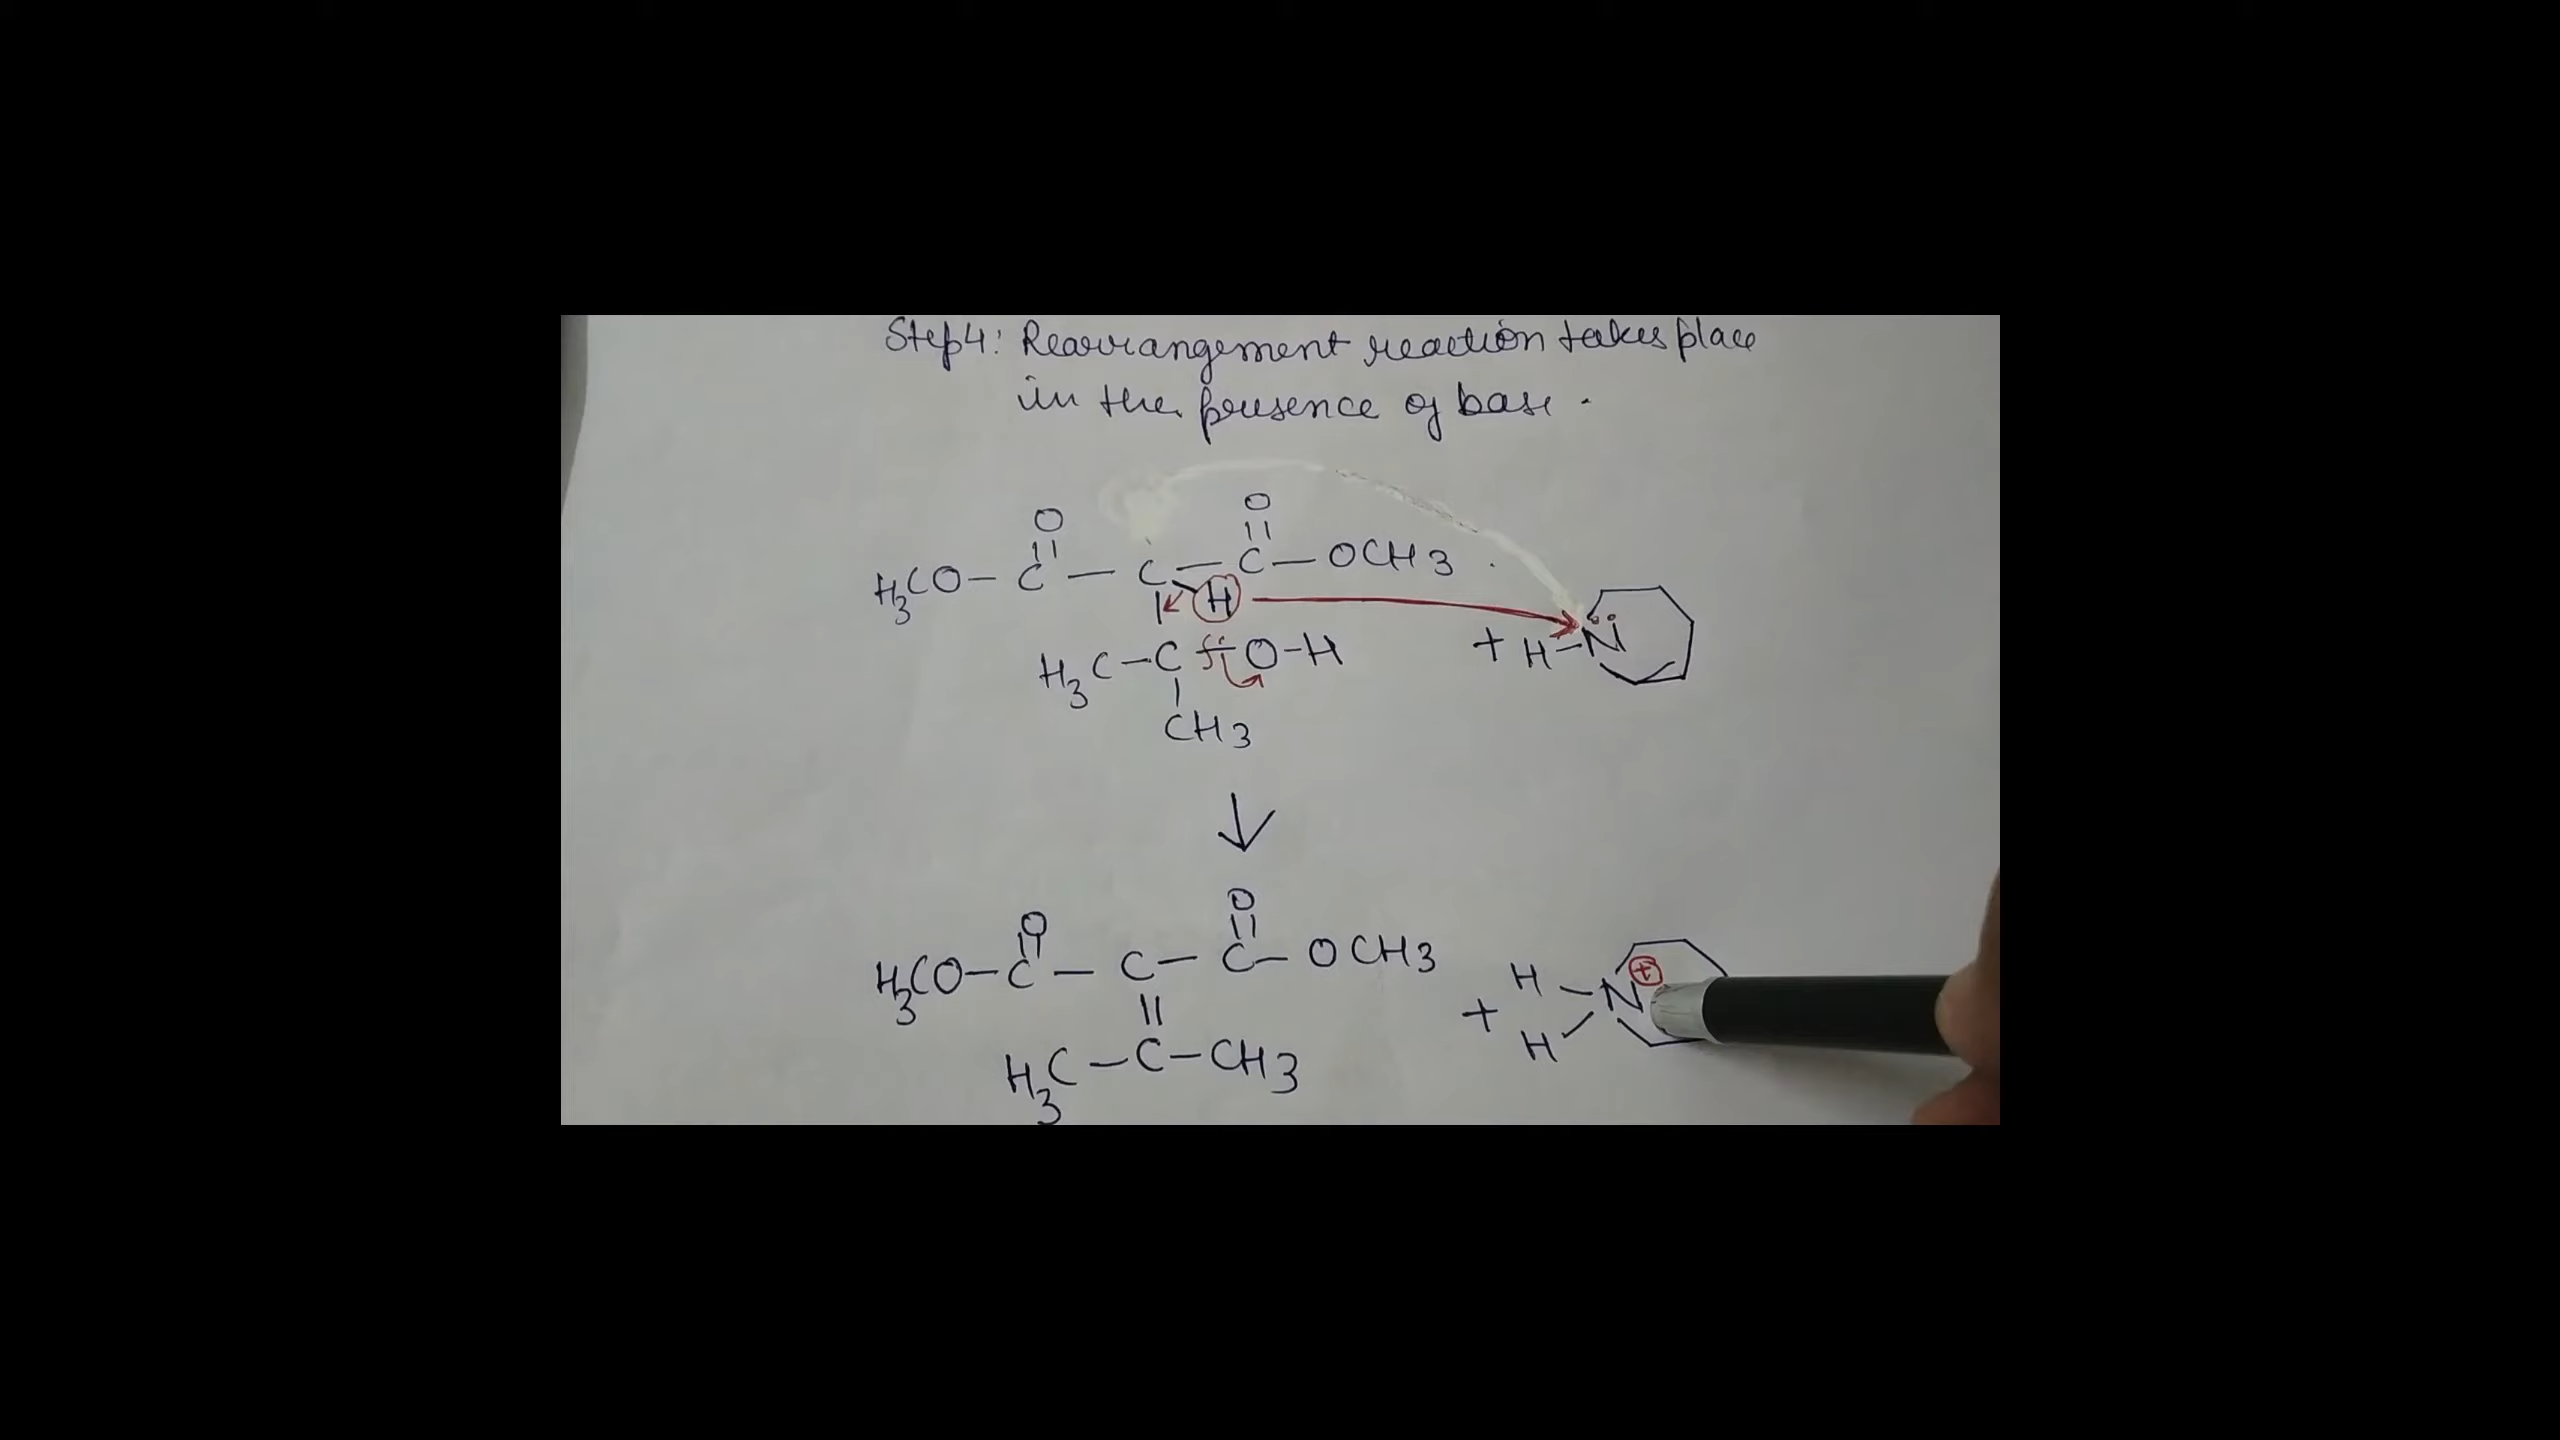 Step4: Rearrangement reaction takes place
in the presence of base.
O O
|| ||
H3CO – C — C — C — OCH3
| H
H3C – C – O – H + H – N
|
CH3
↓
O O
|| ||
H3CO – C – C – C – OCH3
|| H
+ N ⊕
H3C – C – CH3 H